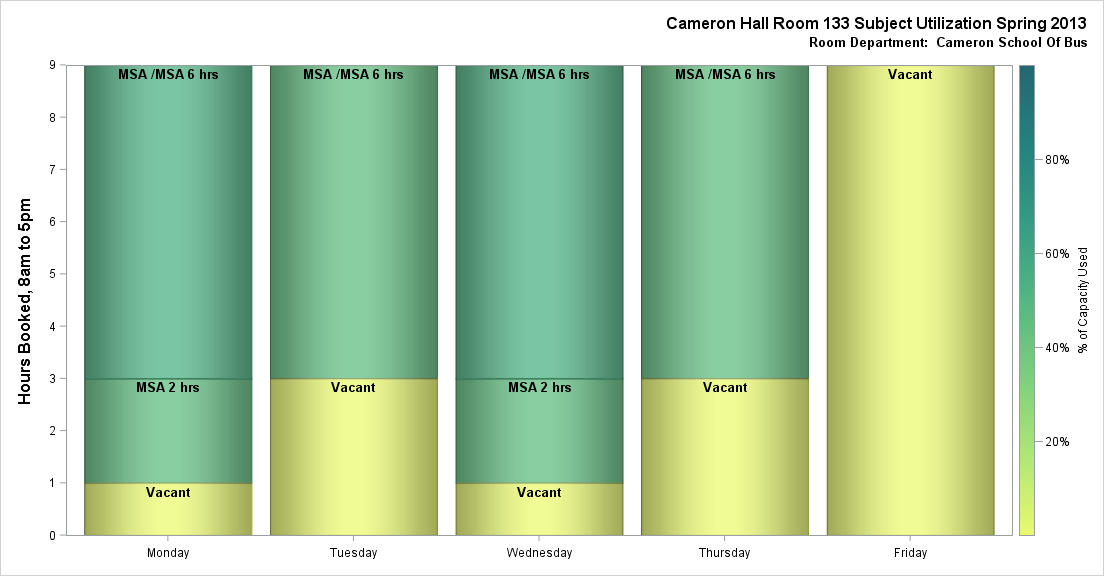 Cameron Hall Room 133 Subject Utilization Spring 2013
Room Department:  Cameron School Of Bus
Hours Booked, 8am to 5pm
9
8
7
6
5
4
3
2
1
0
MSA /MSA 6 hrs
MSA 2 hrs
Vacant
MSA /MSA 6 hrs
Vacant
MSA /MSA 6 hrs
MSA 2 hrs
Vacant
MSA /MSA 6 hrs
Vacant
Vacant
Monday
Tuesday
Wednesday
Thursday
Friday
80%
60%
40%
20%
% of Capacity Used